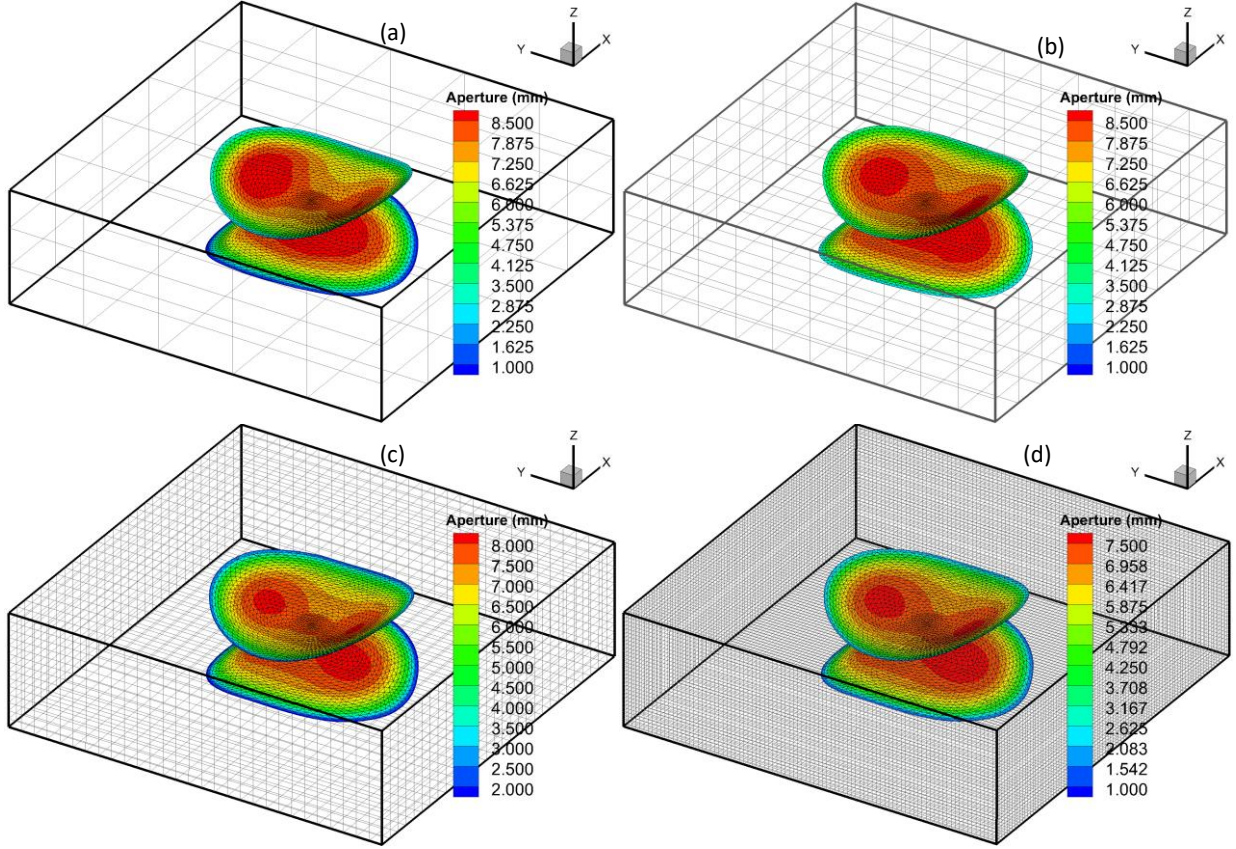 (a)
Z
Y
X
Aperture (mm)
8.500
7.875
7.250
6.625
6.000
5.375
4.750
4.125
3.500
2.875
2.250
1.625
1.000
(b)
Z
Y
X
Aperture (mm)
8.500
7.875
7.250
6.625
6.000
5.375
4.750
4.125
3.500
2.875
2.250
1.625
1.000
(c)
Z
Y
X
Aperture (mm)
8.000
7.500
7.000
6.500
6.000
5.500
5.000
4.500
4.000
3.500
3.000
2.500
2.000
(d)
Z
Y
X
Aperture (mm)
7.500
6.958
6.417
5.875
5.333
4.792
4.250
3.708
3.167
2.625
2.083
1.542
1.000